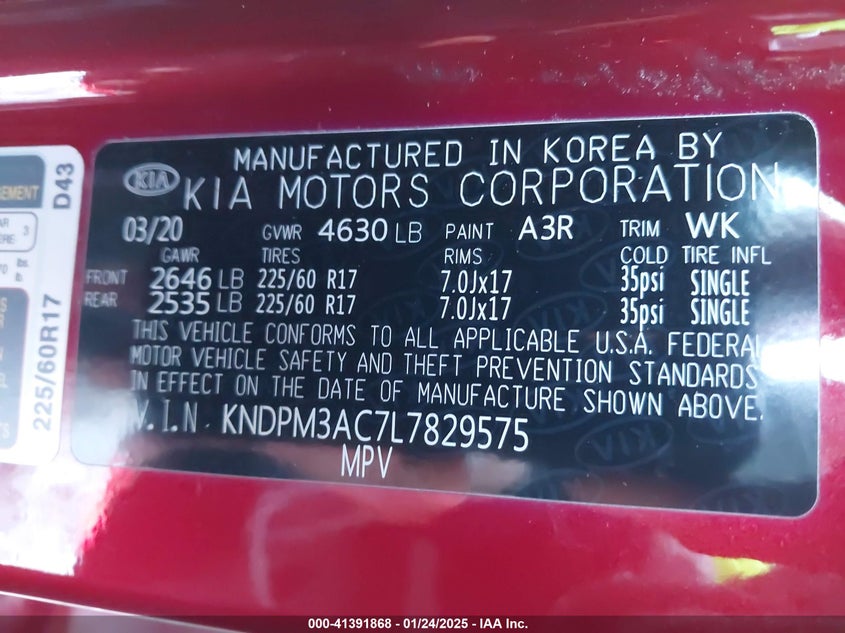 MANUFACTURED IN KOREA BY
KIA KIA MOTORS CORPORATION
03/20 GVWR 4630 LB PAINT A3R TRIM WK
GAWR TIRES RIMS COLD TIRE INFL
FRONT 2646 LB 225/60 R17 7.0Jx17 35psi SINGLE
REAR 2535 LB 225/60 R17 7.0Jx17 35psi SINGLE
THIS VEHICLE CONFORMS TO ALL APPLICABLE U.S.A. FEDERAL
MOTOR VEHICLE SAFETY AND THEFT PREVENTION STANDARDS
IN EFFECT ON THE DATE OF MANUFACTURE SHOWN ABOVE.
V.I.N KNDPM3AC7L7829575
MPV
D43
225/60R17
3
lbs.
000-41391868 - 01/24/2025 - IAA Inc.